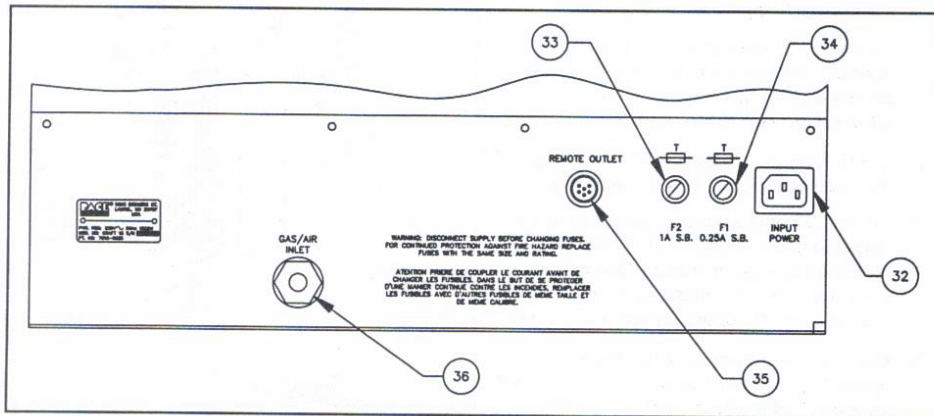 33
34
T T
REMOTE OUTLET
PACE
F2 F1 INPUT
1A S.B. 0.25A S.B. POWER
GAS/AIR
INLET
WARNING: DISCONNECT SUPPLY BEFORE CHANGING FUSES.
FOR CONTINUED PROTECTION AGAINST FIRE HAZARD REPLACE
FUSES WITH THE SAME SIZE AND RATING.
ATENTION PRIERE DE COUPLER LE COURANT AVANT DE
CHANGER LES FUSIBLES. DANS LE BUT DE SE PROTEGER
D'UNE MANIER CONTINUE CONTRE LES INCENDIES, REMPLACER
LES FUSIBLES AVEC D'AUTRES FUSIBLES DE MEME TAILLE ET
DE MEME CALIBRE.
32
36
35